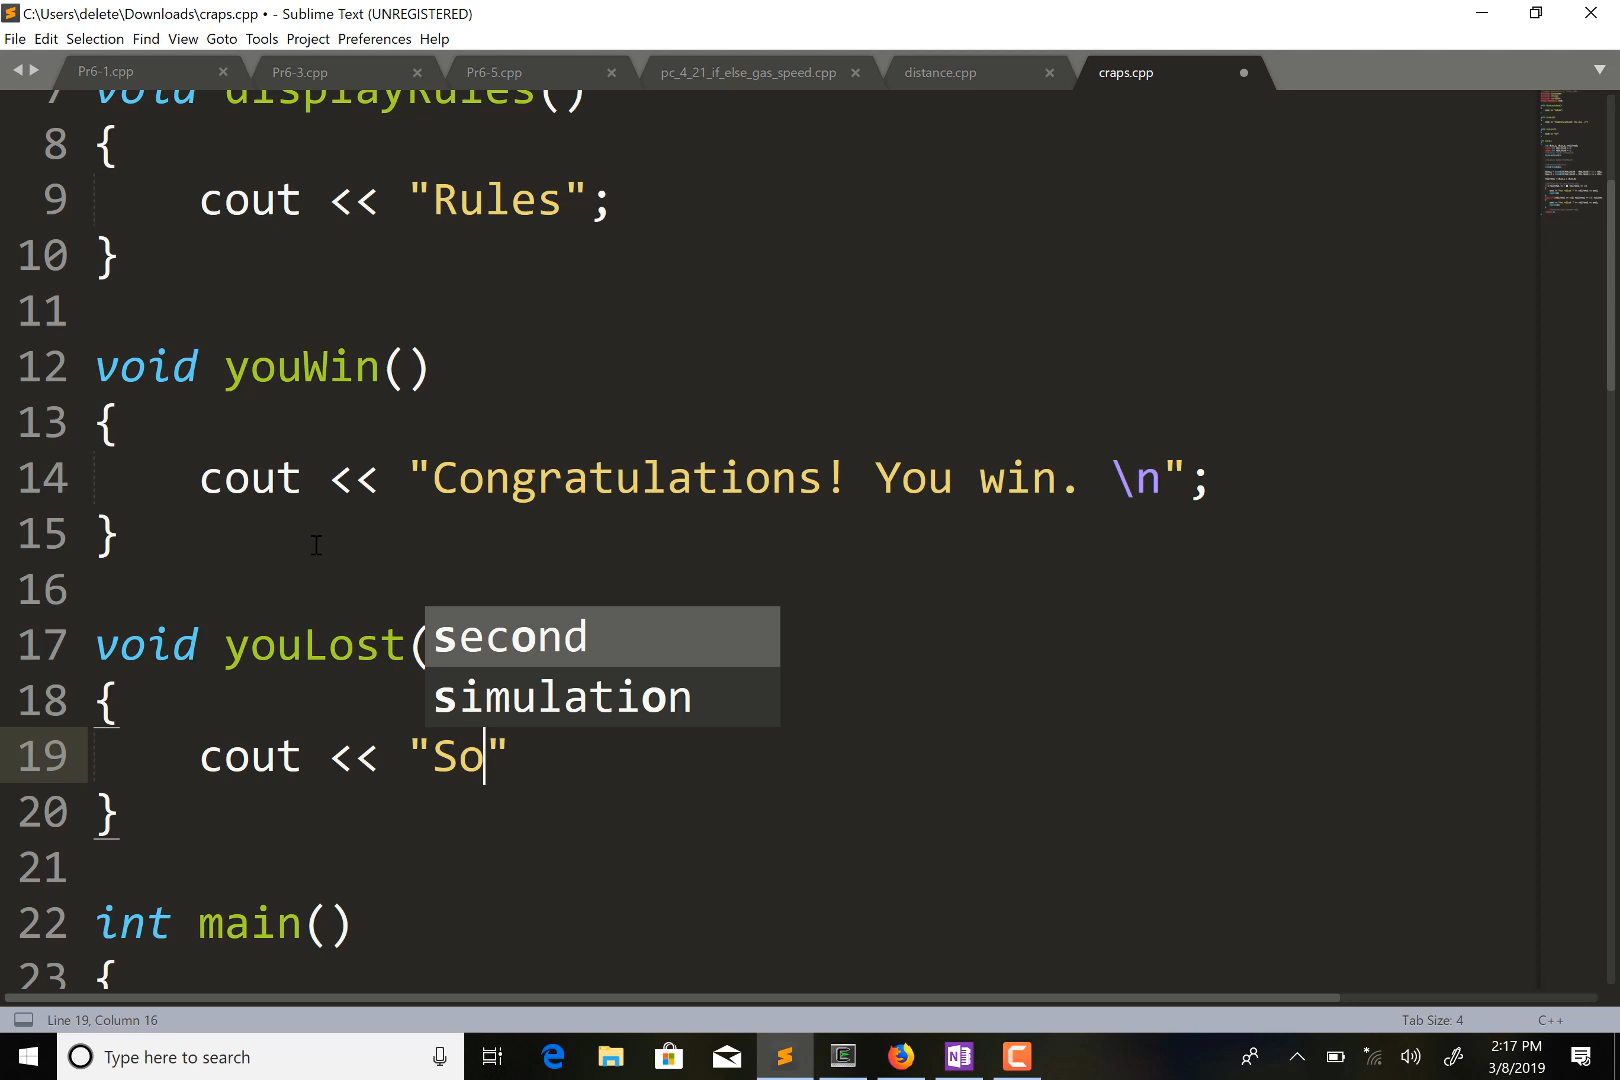 C:\Users\delete\Downloads\craps.cpp • - Sublime Text (UNREGISTERED)
File Edit Selection Find View Goto Tools Project Preferences Help
Pr6-1.cpp Pr6-3.cpp Pr6-5.cpp pc_4_21_if_else_gas_speed.cpp distance.cpp craps.cpp
7 void displayRules()
8 {
9 cout << "Rules";
10 }
11
12 void youWin()
13 {
14 cout << "Congratulations! You win. \n";
15 }
16
17 void youLost(
second
18 {
simulation
19 cout << "So"
20 }
21
22 int main()
23 {
Line 19, Column 16 Tab Size: 4 C++
Type here to search
2:17 PM
3/8/2019